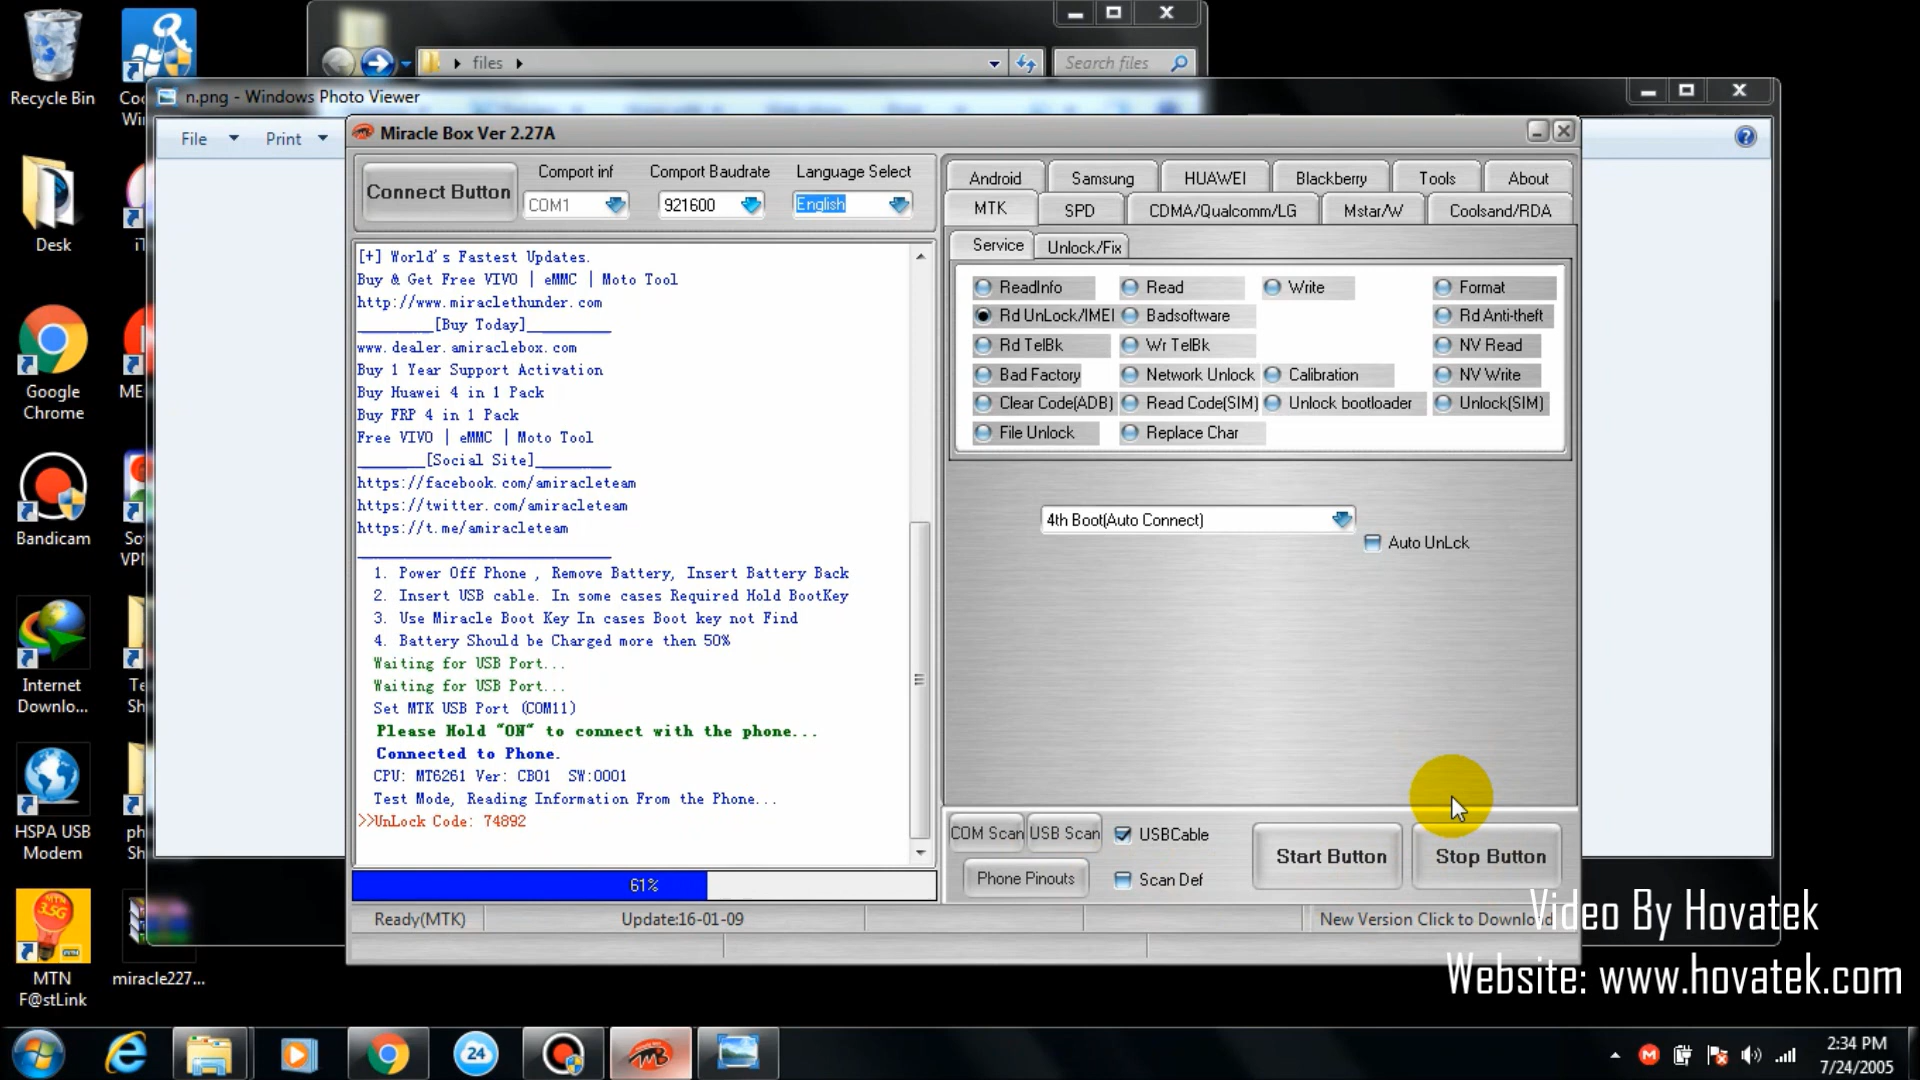 Recycle Bin
files
Search files
n.png - Windows Photo Viewer
File
Print
Miracle Box Ver 2.27A
Connect Button
Comport inf
Comport Baudrate
Language Select
COM1
921600
English
Android
Samsung
HUAWEI
Blackberry
Tools
About
MTK
SPD
CDMA/Qualcomm/LG
Mstar/W
Coolsand/RDA
Service
Unlock/Fix
ReadInfo
Read
Write
Format
Rd UnLock/IMEI
Badsoftware
Rd Anti-theft
Rd TelBk
Wr TelBk
NV Read
Bad Factory
Network Unlock
Calibration
NV Write
Clear Code(ADB)
Read Code(SIM)
Unlock bootloader
Unlock(SIM)
File Unlock
Replace Char
[+] World's Fastest Updates.
Buy & Get Free VIVO | eMMC | Moto Tool
http://www.miraclethunder.com
_________[Buy Today]__________
www.dealer.amiraclebox.com
Buy 1 Year Support Activation
Buy Huawei 4 in 1 Pack
Buy FRP 4 in 1 Pack
Free VIVO | eMMC | Moto Tool
________[Social Site]_________
https://facebook.com/amiracleteam
https://twitter.com/amiracleteam
https://t.me/amiracleteam
1. Power Off Phone , Remove Battery, Insert Battery Back
2. Insert USB cable. In some cases Required Hold BootKey
3. Use Miracle Boot Key In cases Boot key not Find
4. Battery Should be Charged more then 50%
Waiting for USB Port...
Waiting for USB Port...
Set MTK USB Port (COM11)
Please Hold "ON" to connect with the phone...
Connected to Phone.
CPU: MT6261 Ver: CB01 SW:0001
Test Mode, Reading Information From the Phone...
>>UnLock Code: 74892
61%
4th Boot(Auto Connect)
Auto UnLck
COM Scan
USB Scan
USBCable
Phone Pinouts
Scan Def
Start Button
Stop Button
Ready(MTK)
Update:16-01-09
New Version Click to Download
Desk
Google
Chrome
Bandicam
Internet
Downlo...
HSPA USB
Modem
MTN
3.5G
MTN
F@stLink
miracle227...
24
Video By Hovatek
Website: www.hovatek.com
2:34 PM
7/24/2005